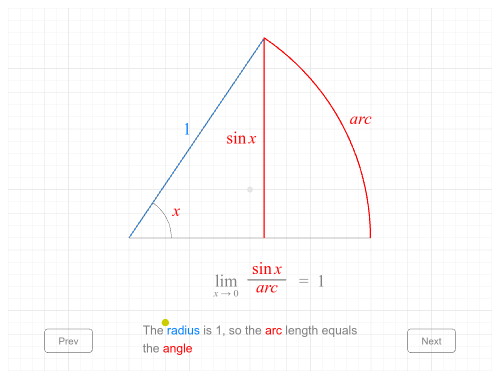 1
sin x
arc
x
lim x → 0 sin x / arc = 1
The radius is 1, so the arc length equals
the angle
Prev
Next